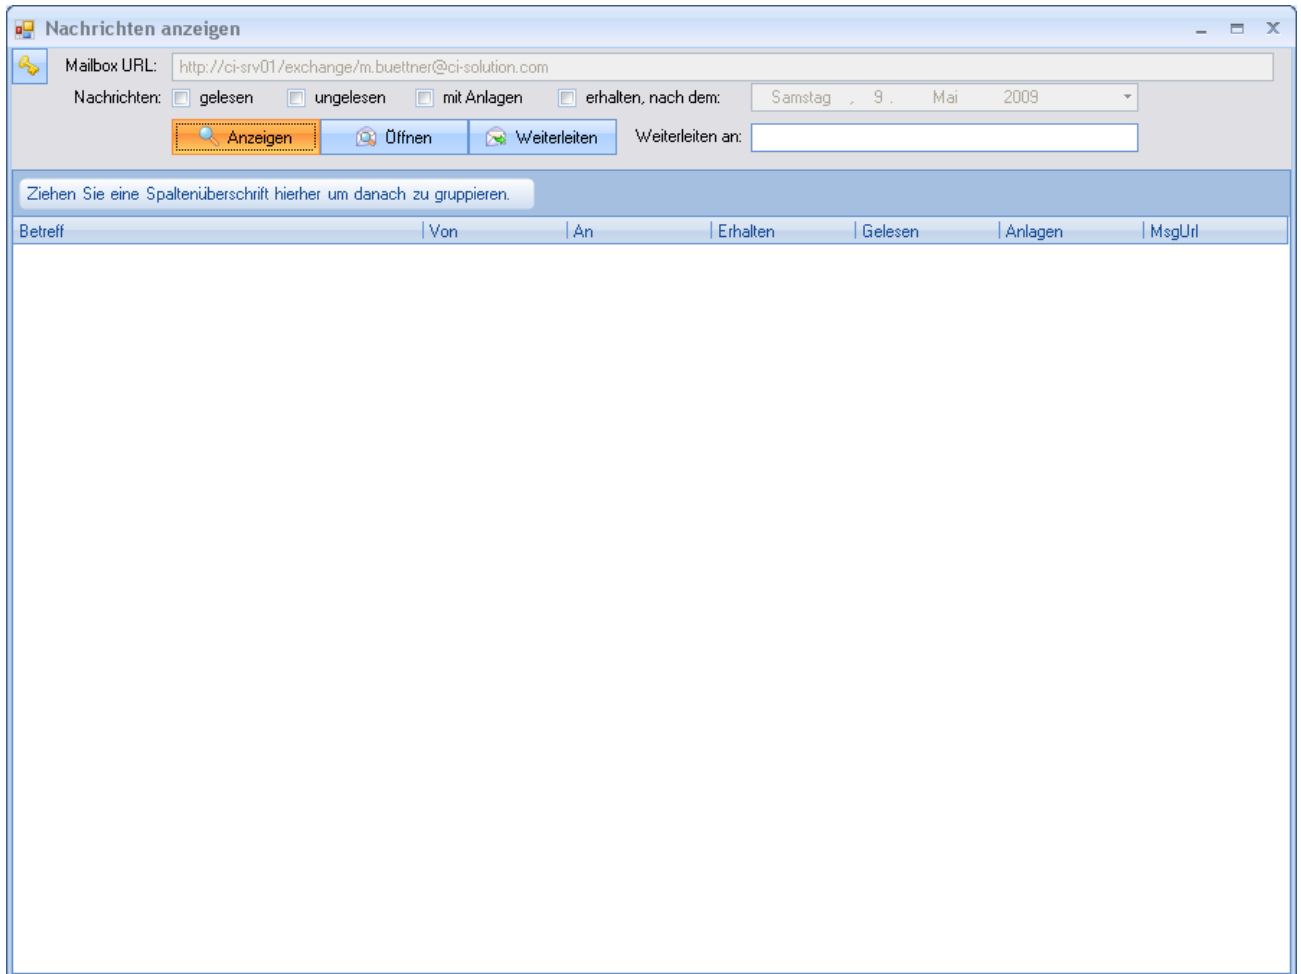 Nachrichten anzeigen
Mailbox URL: http://ci-srv01/exchange/m.buettner@ci-solution.com
Nachrichten: gelesen ungelesen mit Anlagen erhalten, nach dem: Samstag , 9 . Mai 2009
Anzeigen Öffnen Weiterleiten Weiterleiten an:
Ziehen Sie eine Spaltenüberschrift hierher um danach zu gruppieren.
Betreff Von An Erhalten Gelesen Anlagen MsgUrl